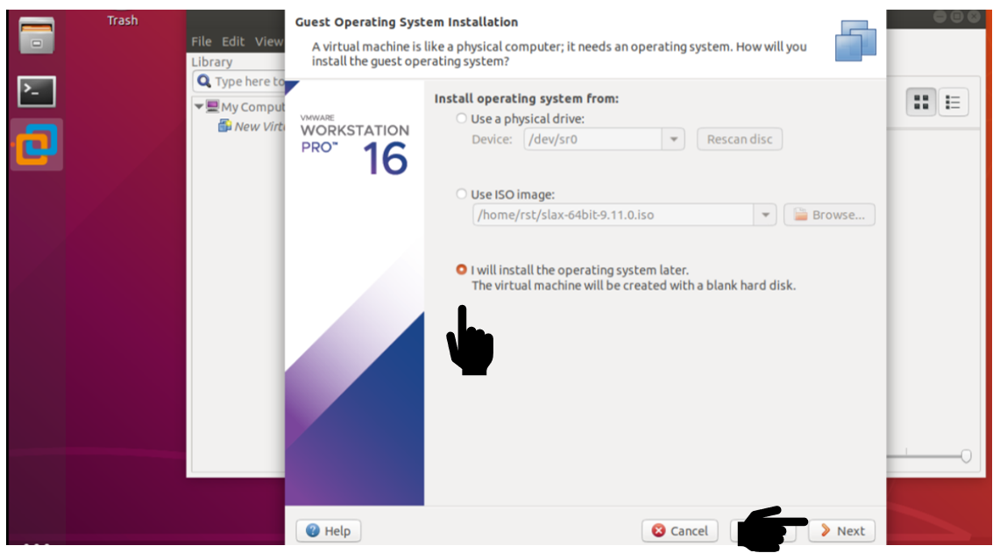 Trash
File Edit View
Library
Type here to
My Comput
New Virt
Guest Operating System Installation
A virtual machine is like a physical computer; it needs an operating system. How will you
install the guest operating system?
VMWARE
WORKSTATION
PRO™ 16
Install operating system from:
Use a physical drive:
Device: /dev/sr0 Rescan disc
Use ISO image:
/home/rst/slax-64bit-9.11.0.iso Browse...
I will install the operating system later.
The virtual machine will be created with a blank hard disk.
Help Cancel Next